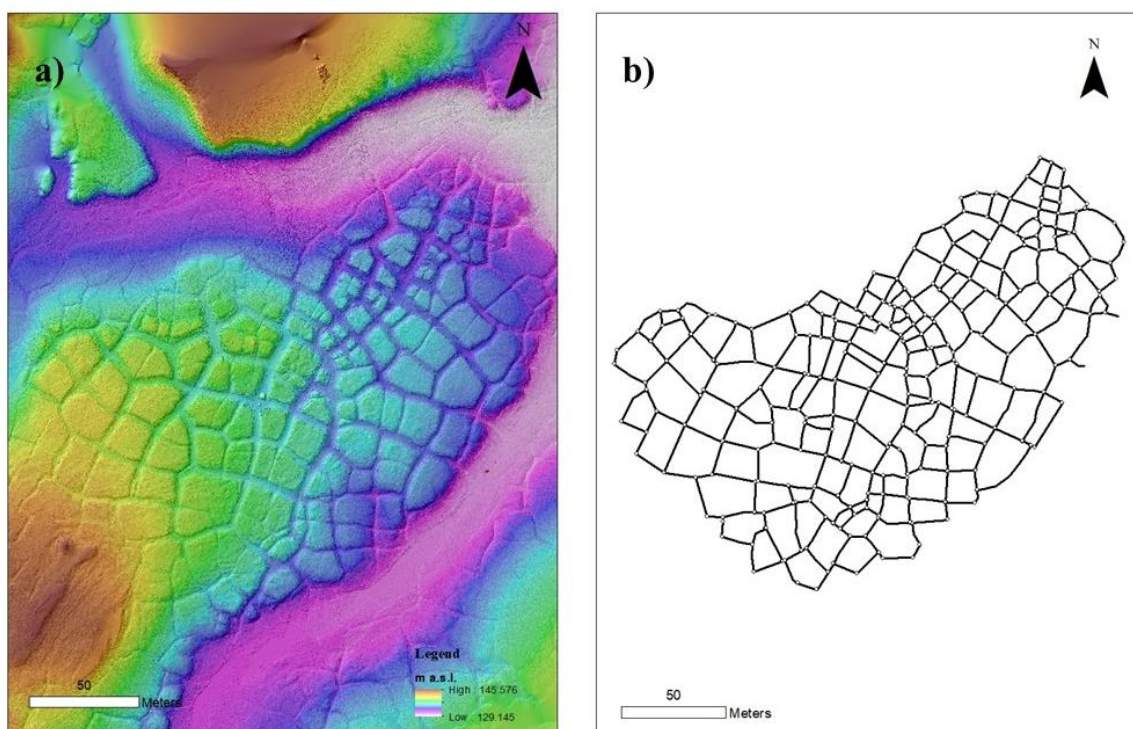 a)
N
Legend
m a.s.l.
High : 145.576
Low : 129.145
50
Meters
b)
N
50
Meters